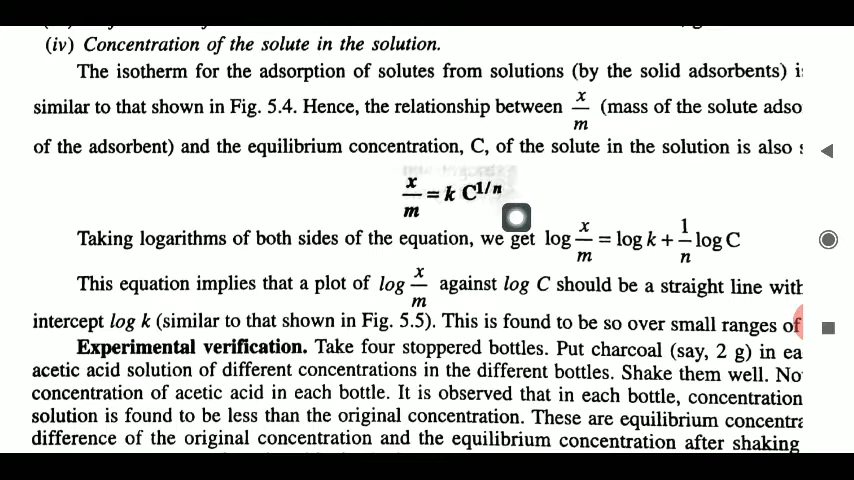 (iv) Concentration of the solute in the solution.
The isotherm for the adsorption of solutes from solutions (by the solid adsorbents)
similar to that shown in Fig. 5.4. Hence, the relationship between x/m (mass of the solute adso
of the adsorbent) and the equilibrium concentration, C, of the solute in the solution is also
x/m = k C^1/n
Taking logarithms of both sides of the equation, we get log x/m = log k + 1/n log C
This equation implies that a plot of log x/m against log C should be a straight line with
intercept log k (similar to that shown in Fig. 5.5). This is found to be so over small ranges of
Experimental verification. Take four stoppered bottles. Put charcoal (say, 2 g) in ea
acetic acid solution of different concentrations in the different bottles. Shake them well. No
concentration of acetic acid in each bottle. It is observed that in each bottle, concentration
solution is found to be less than the original concentration. These are equilibrium concentra
difference of the original concentration and the equilibrium concentration after shaking